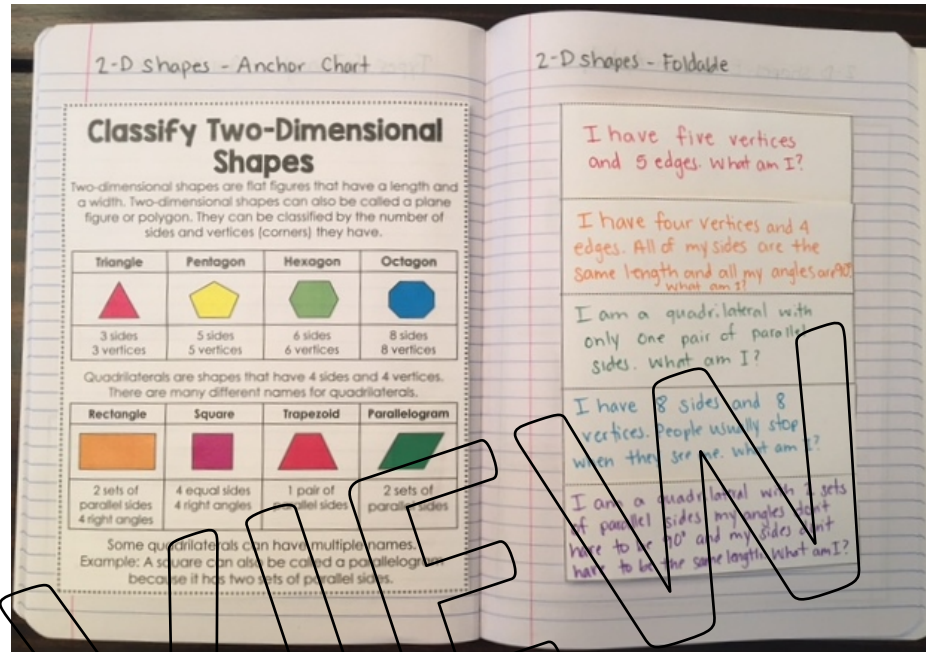 2-D shapes - Anchor Chart
Classify Two-Dimensional
Shapes
Two-dimensional shapes are flat figures that have a length and
a width. Two-dimensional shapes can also be called a plane
figure or polygon. They can be classified by the number of
sides and vertices (corners) they have.
Triangle Pentagon Hexagon Octagon
3 sides 5 sides 6 sides 8 sides
3 vertices 5 vertices 6 vertices 8 vertices
Quadrilaterals are shapes that have 4 sides and 4 vertices.
There are many different names for quadrilaterals.
Rectangle Square Trapezoid Parallelogram
2 sets of 4 equal sides 1 pair of 2 sets of
parallel sides 4 right angles parallel sides parallel sides
4 right angles
Some quadrilaterals can have multiple names.
Example: A square can also be called a parallelogram
because it has two sets of parallel sides.
2-D shapes - Foldable
I have five vertices
and 5 edges. What am I?
I have four vertices and 4
edges. All of my sides are the
same length and all my angles are 90°.
What am I?
I am a quadrilateral with
only one pair of parallel
sides. What am I?
I have 8 sides and 8
vertices. People usually stop
when they see me. What am I?
I am a quadrilateral with 2 sets
of parallel sides my angles don't
have to be 90° and my sides don't
have to be the same length. What am I?
VIEW